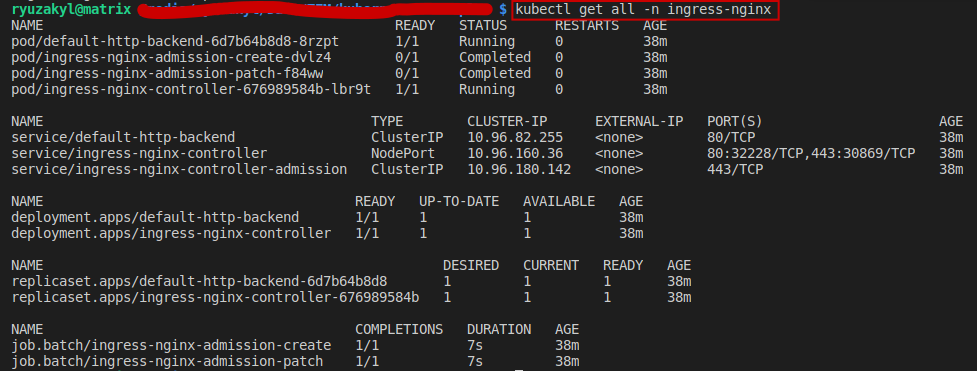 ryuzakyl@matrix $ kubectl get all -n ingress-nginx
NAME READY STATUS RESTARTS AGE
pod/default-http-backend-6d7b64b8d8-8rzpt 1/1 Running 0 38m
pod/ingress-nginx-admission-create-dvlz4 0/1 Completed 0 38m
pod/ingress-nginx-admission-patch-f84ww 0/1 Completed 0 38m
pod/ingress-nginx-controller-676989584b-lbr9t 1/1 Running 0 38m
NAME TYPE CLUSTER-IP EXTERNAL-IP PORT(S) AGE
service/default-http-backend ClusterIP 10.96.82.255 <none> 80/TCP 38m
service/ingress-nginx-controller NodePort 10.96.160.36 <none> 80:32228/TCP,443:30869/TCP 38m
service/ingress-nginx-controller-admission ClusterIP 10.96.180.142 <none> 443/TCP 38m
NAME READY UP-TO-DATE AVAILABLE AGE
deployment.apps/default-http-backend 1/1 1 1 38m
deployment.apps/ingress-nginx-controller 1/1 1 1 38m
NAME DESIRED CURRENT READY AGE
replicaset.apps/default-http-backend-6d7b64b8d8 1 1 1 38m
replicaset.apps/ingress-nginx-controller-676989584b 1 1 1 38m
NAME COMPLETIONS DURATION AGE
job.batch/ingress-nginx-admission-create 1/1 7s 38m
job.batch/ingress-nginx-admission-patch 1/1 7s 38m